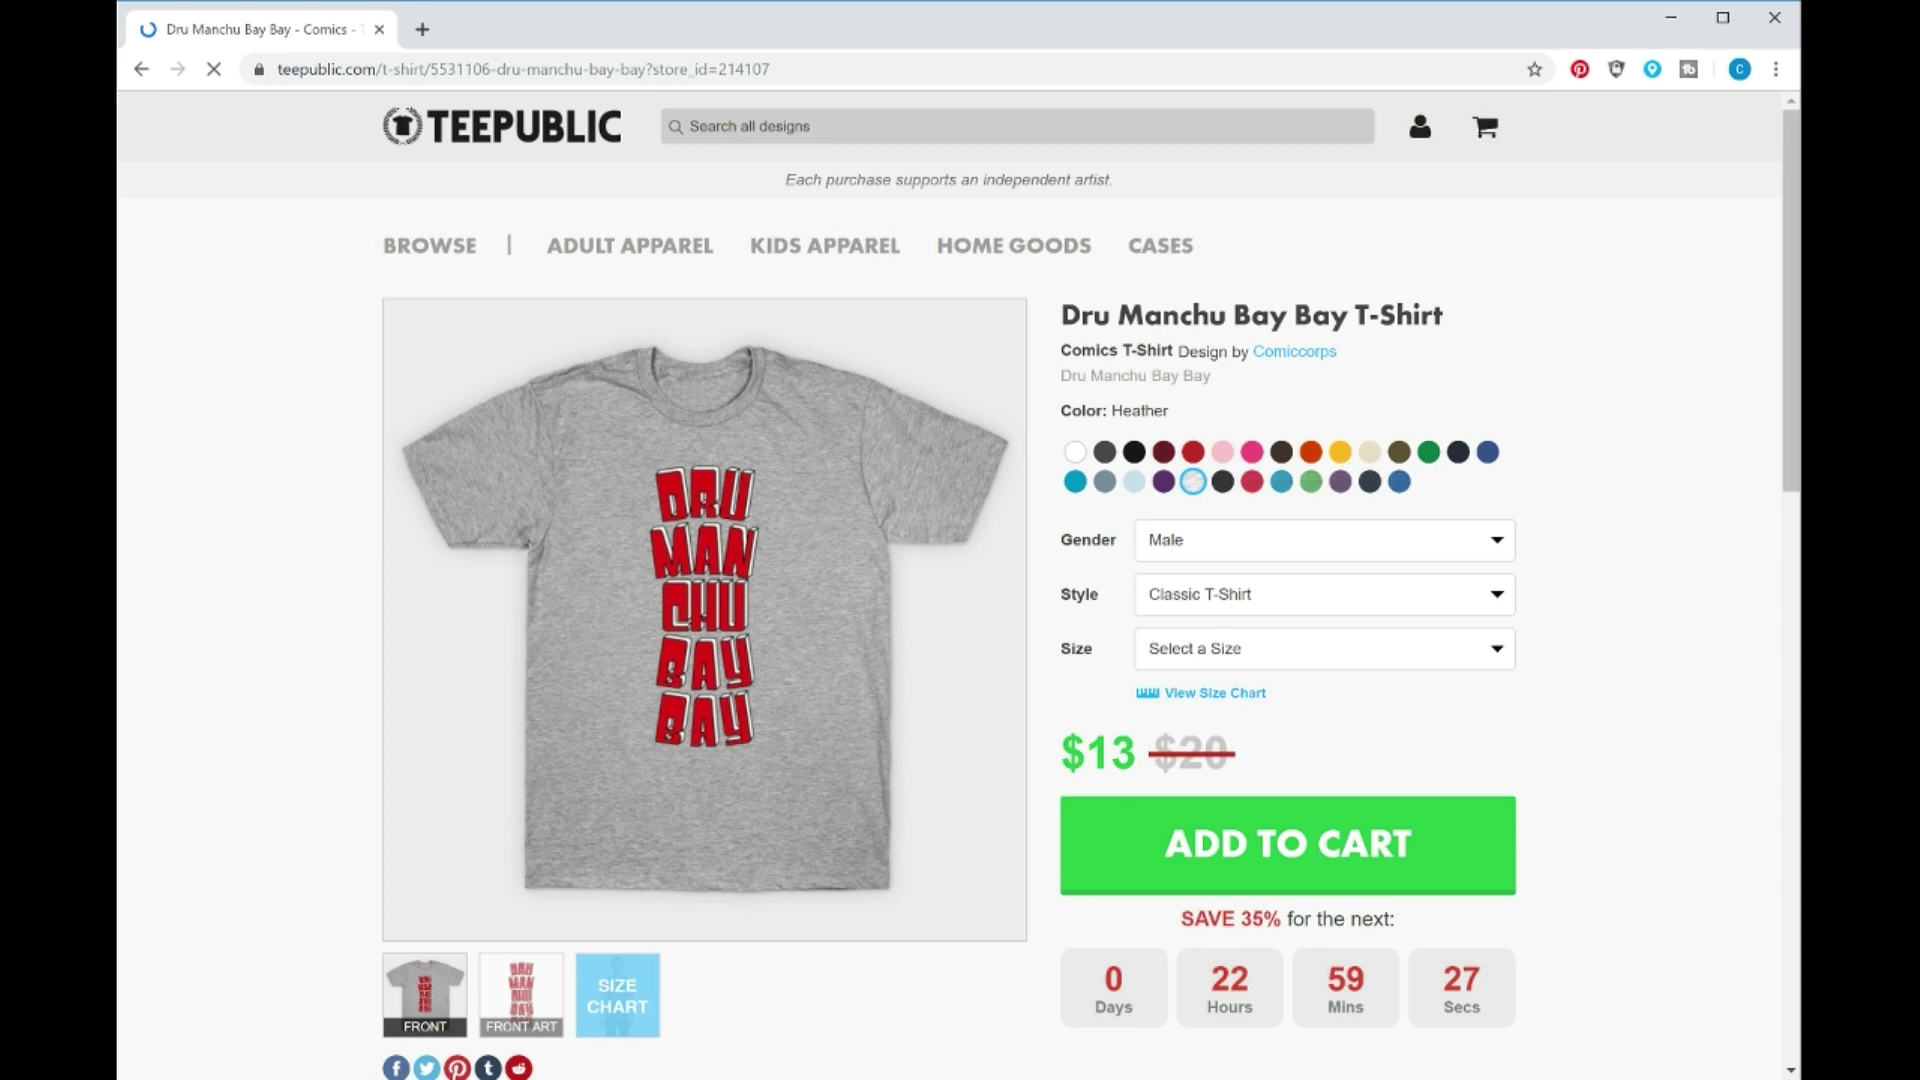 Dru Manchu Bay Bay - Comics - T
teepublic.com/t-shirt/5531106-dru-manchu-bay-bay?store_id=214107
C
TEEPUBLIC
Search all designs
Each purchase supports an independent artist.
BROWSE | ADULT APPAREL KIDS APPAREL HOME GOODS CASES
DRU
MAN
CHU
BAY
BAY
Dru Manchu Bay Bay T-Shirt
Comics T-Shirt Design by Comiccorps
Dru Manchu Bay Bay
Color: Heather
Gender Male
Style Classic T-Shirt
Size Select a Size
View Size Chart
$13 $20
ADD TO CART
SAVE 35% for the next:
0 22 59 27
Days Hours Mins Secs
FRONT
DRU
MAN
CHU
BAY
FRONT ART
SIZE
CHART